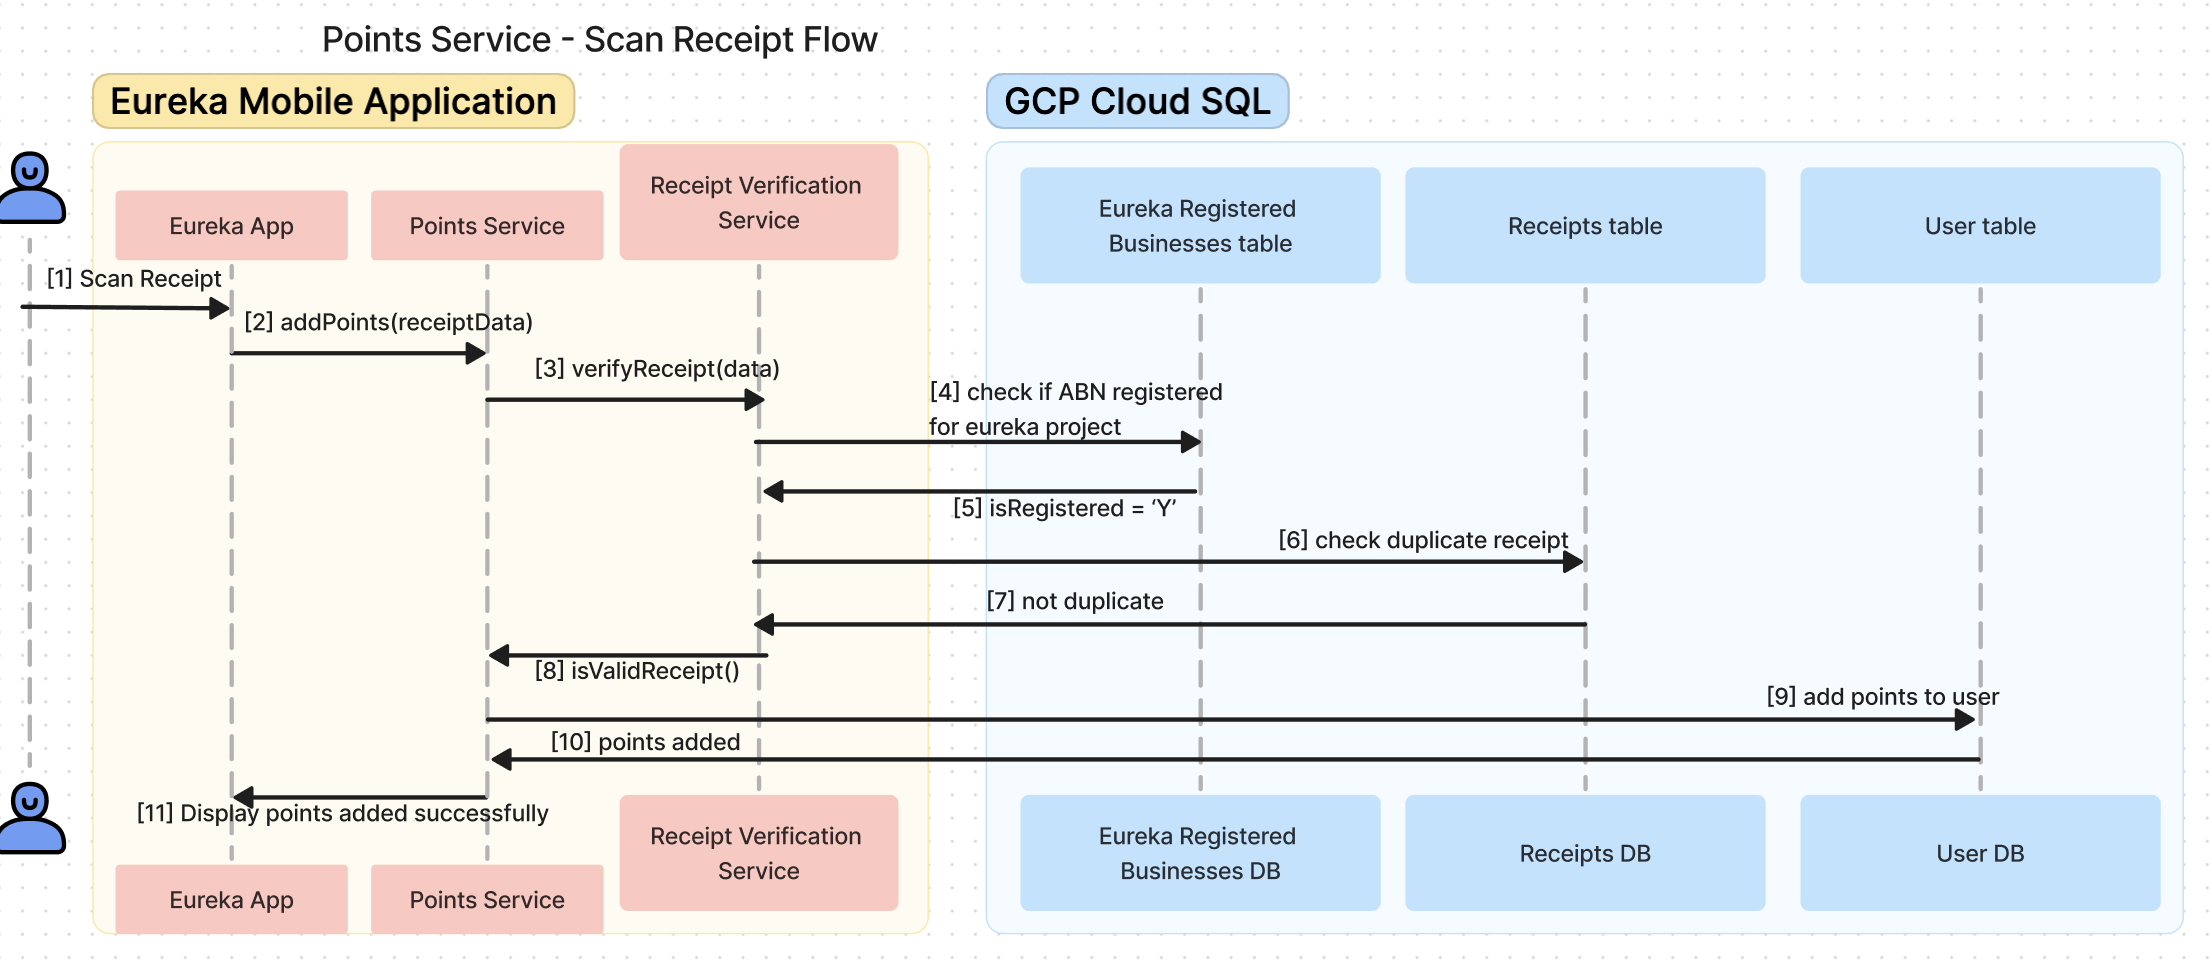 Points Service - Scan Receipt Flow
Eureka Mobile Application
GCP Cloud SQL
Eureka App
Points Service
Receipt Verification
Service
Eureka Registered
Businesses table
Receipts table
User table
[1] Scan Receipt
[2] addPoints(receiptData)
[3] verifyReceipt(data)
[4] check if ABN registered
for eureka project
[5] isRegistered = ‘Y’
[6] check duplicate receipt
[7] not duplicate
[8] isValidReceipt()
[9] add points to user
[10] points added
[11] Display points added successfully
Eureka App
Points Service
Receipt Verification
Service
Eureka Registered
Businesses DB
Receipts DB
User DB